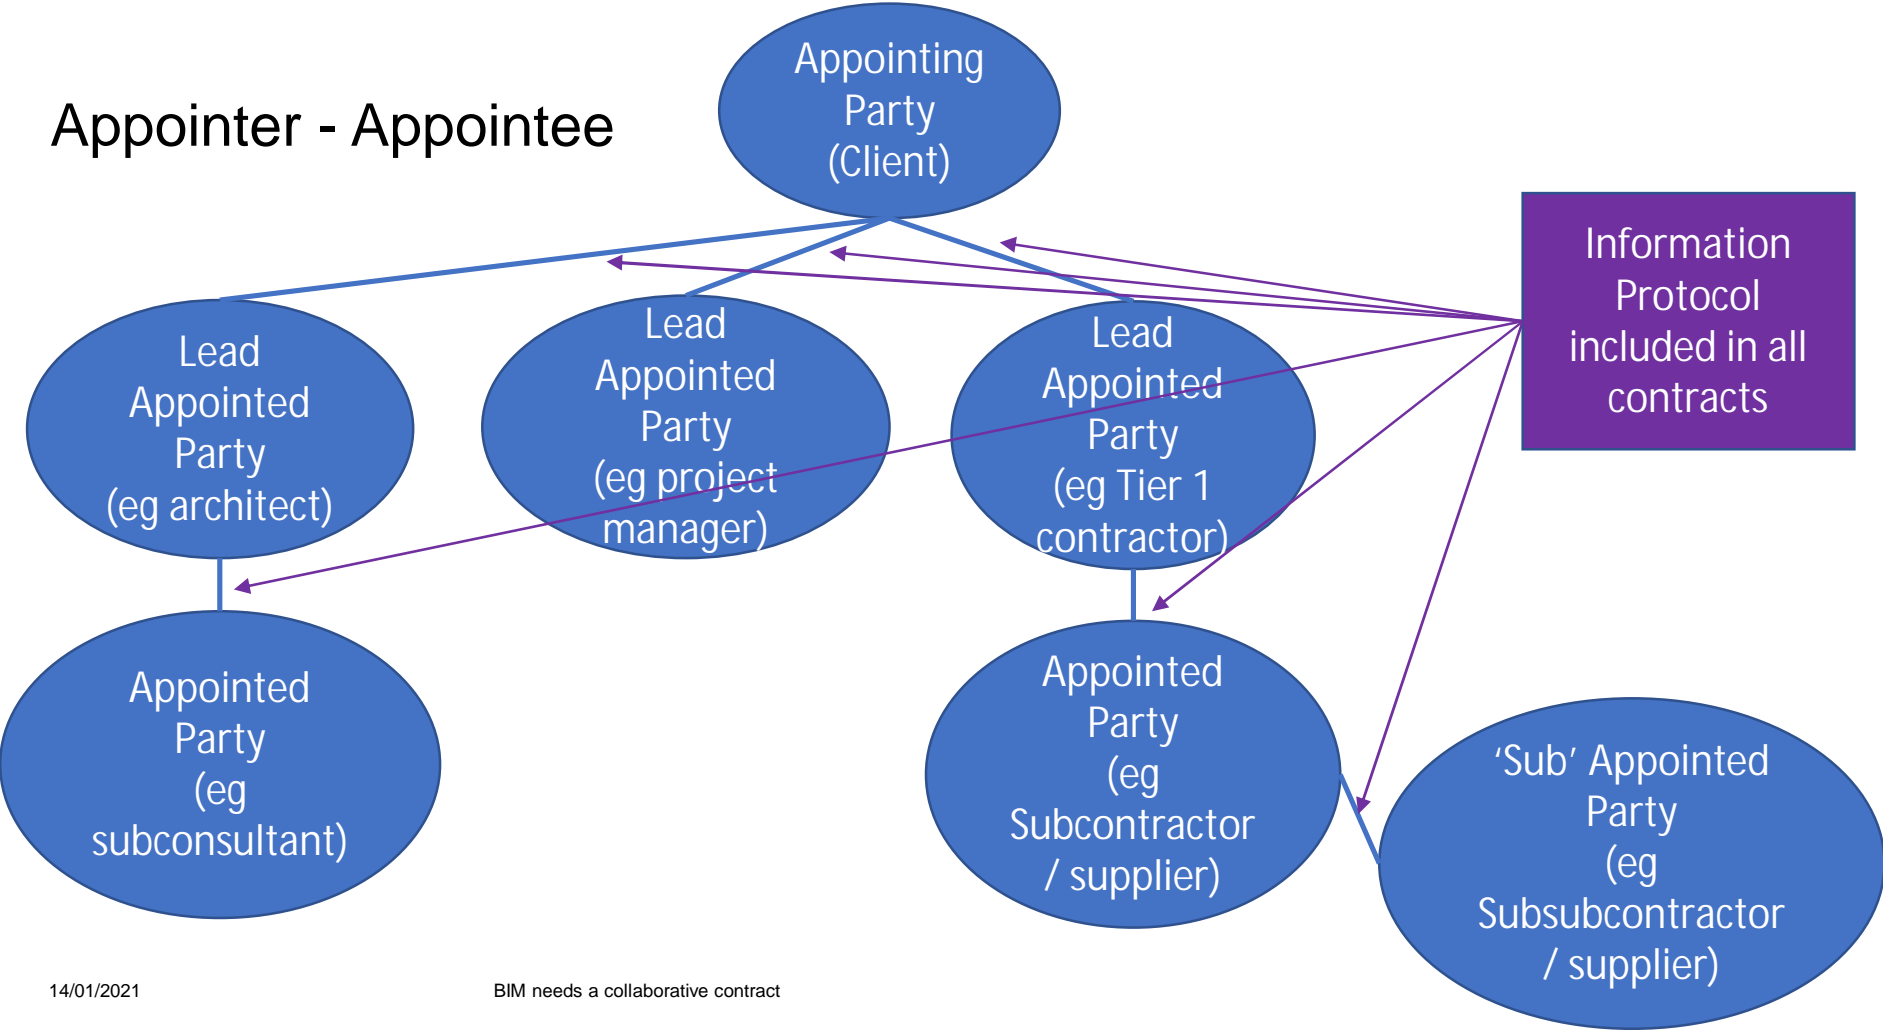 Appointer - Appointee
Appointing
Party
(Client)
Information
Protocol
included in all
contracts
Lead
Appointed
Party
(eg architect)
Lead
Appointed
Party
(eg project
manager)
Lead
Appointed
Party
(eg Tier 1
contractor)
Appointed
Party
(eg
subconsultant)
Appointed
Party
(eg
Subcontractor
/ supplier)
‘Sub’ Appointed
Party
(eg
Subsubcontractor
/ supplier)
14/01/2021
BIM needs a collaborative contract